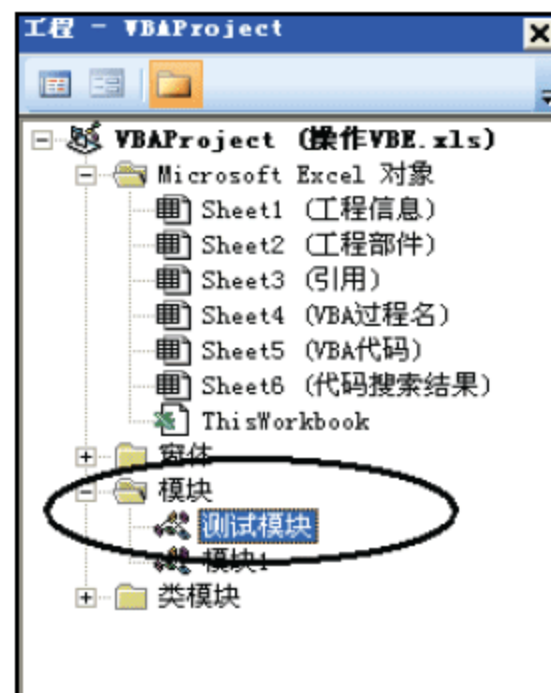 工程 - VBAProject
VBAProject (操作VBE.xls)
Microsoft Excel 对象
Sheet1 (工程信息)
Sheet2 (工程部件)
Sheet3 (引用)
Sheet4 (VBA过程名)
Sheet5 (VBA代码)
Sheet6 (代码搜索结果)
ThisWorkbook
窗体
模块
测试模块
模块1
类模块